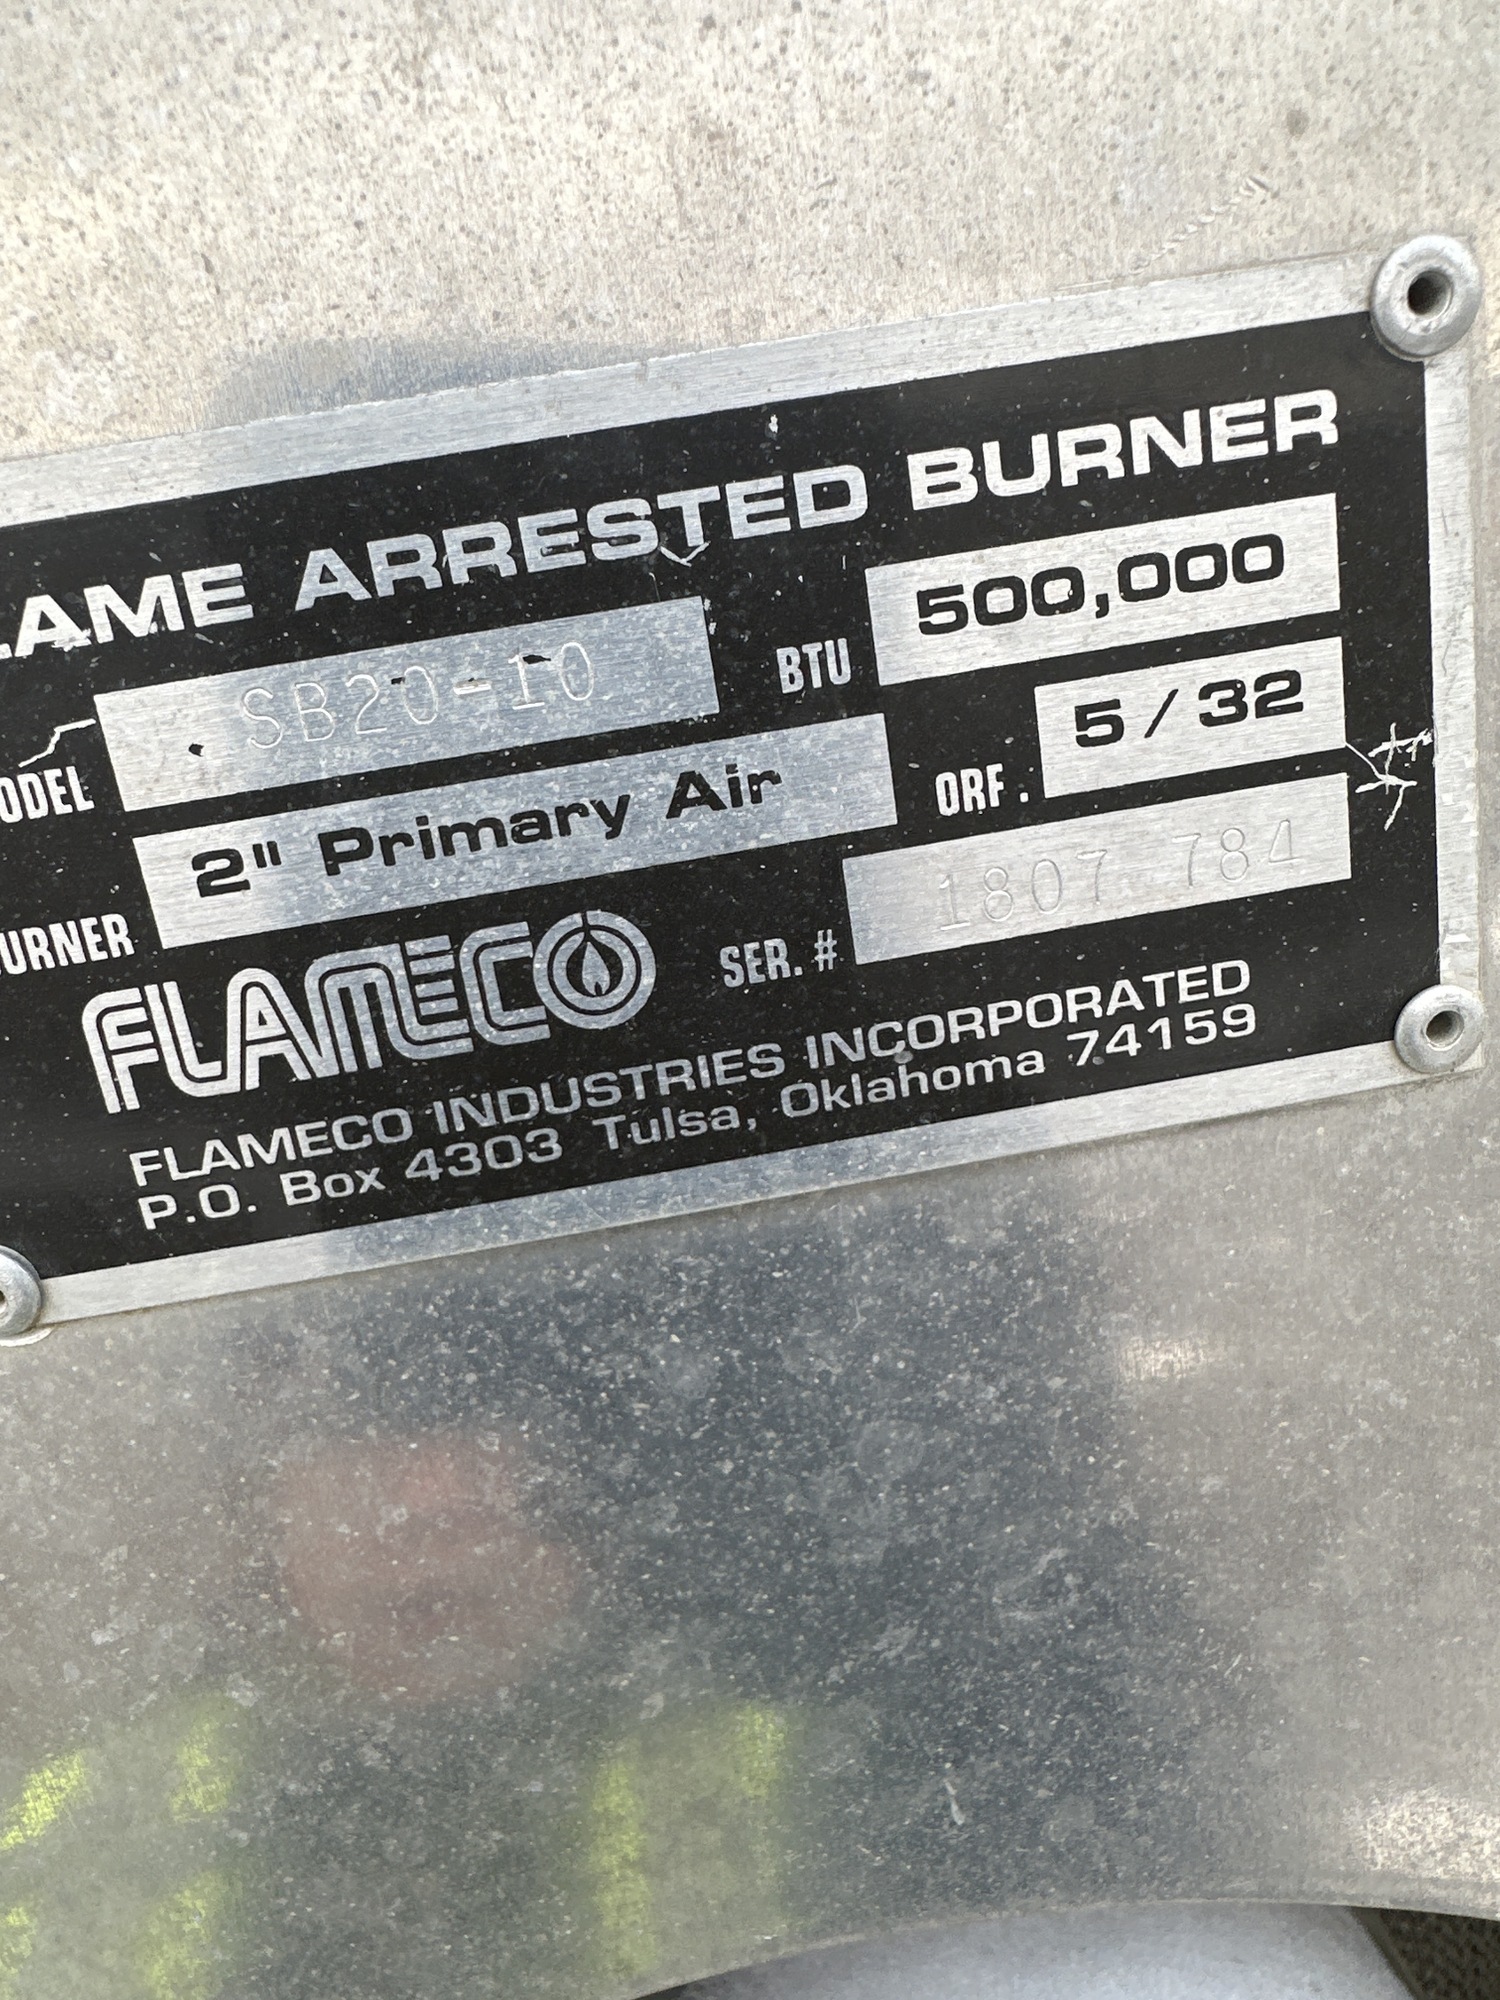 LAME ARRESTED BURNER
ODEL SB20-10 BTU 500,000
URNER 2" Primary Air ORF. 5/32
FLAMECO SER. # 1807 784
FLAMECO INDUSTRIES INCORPORATED
P.O. Box 4303 Tulsa, Oklahoma 74159